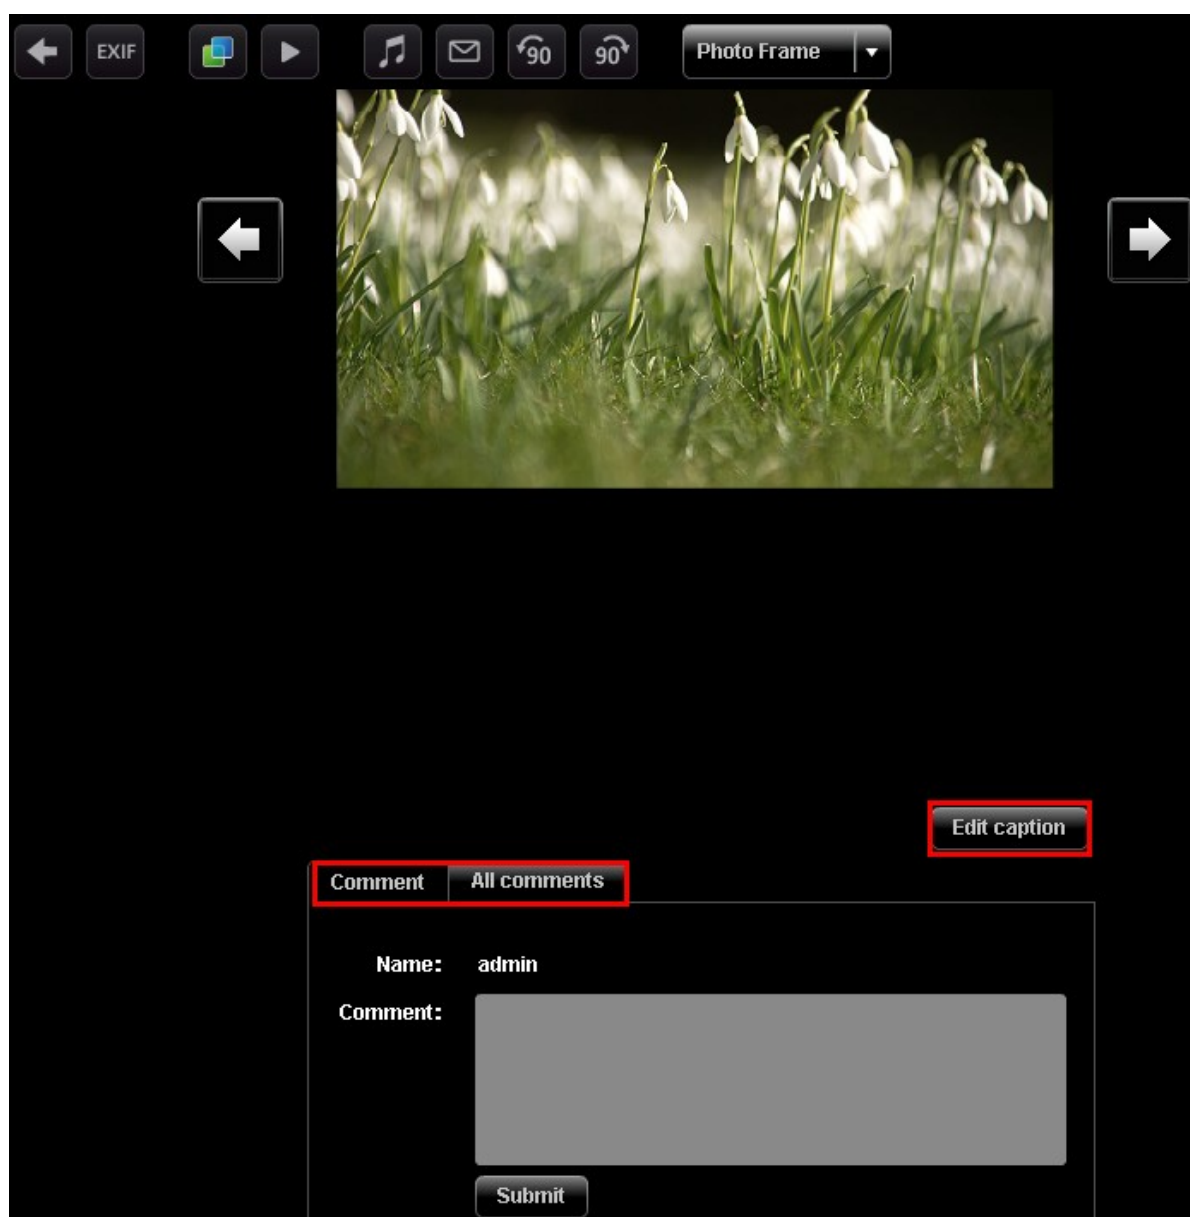 EXIF
90
90
Photo Frame
Edit caption
Comment All comments
Name: admin
Comment:
Submit